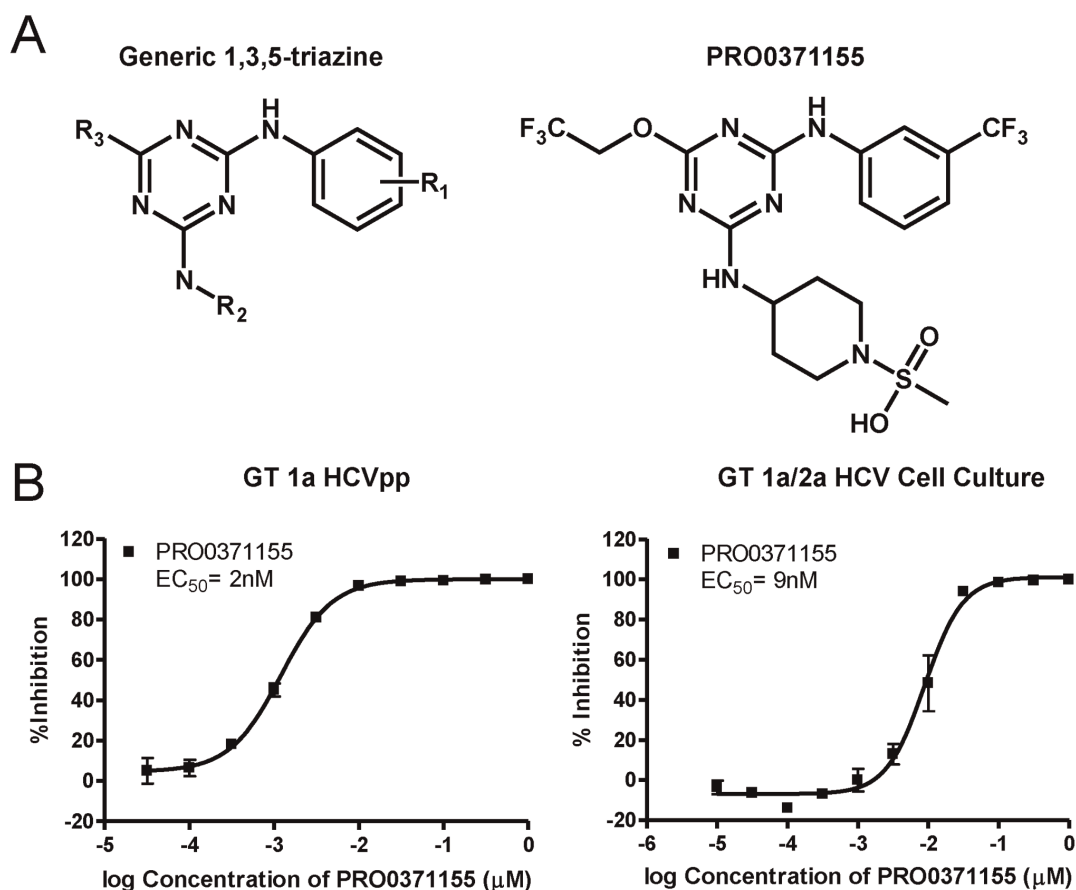 A
Generic 1,3,5-triazine
PRO0371155
R3
N
H
N
N
N
R1
N
R2
F3C
O
N
H
N
CF3
N
N
HN
N
S
O
HO
B
GT 1a HCVpp
GT 1a/2a HCV Cell Culture
PRO0371155
EC50= 2nM
%Inhibition
120
100
80
60
40
20
0
-20
-5
-4
-3
-2
-1
0
log Concentration of PRO0371155 (μM)
PRO0371155
EC50= 9nM
% Inhibition
120
100
80
60
40
20
0
-20
-6
-5
-4
-3
-2
-1
0
log Concentration of PRO0371155 (μM)